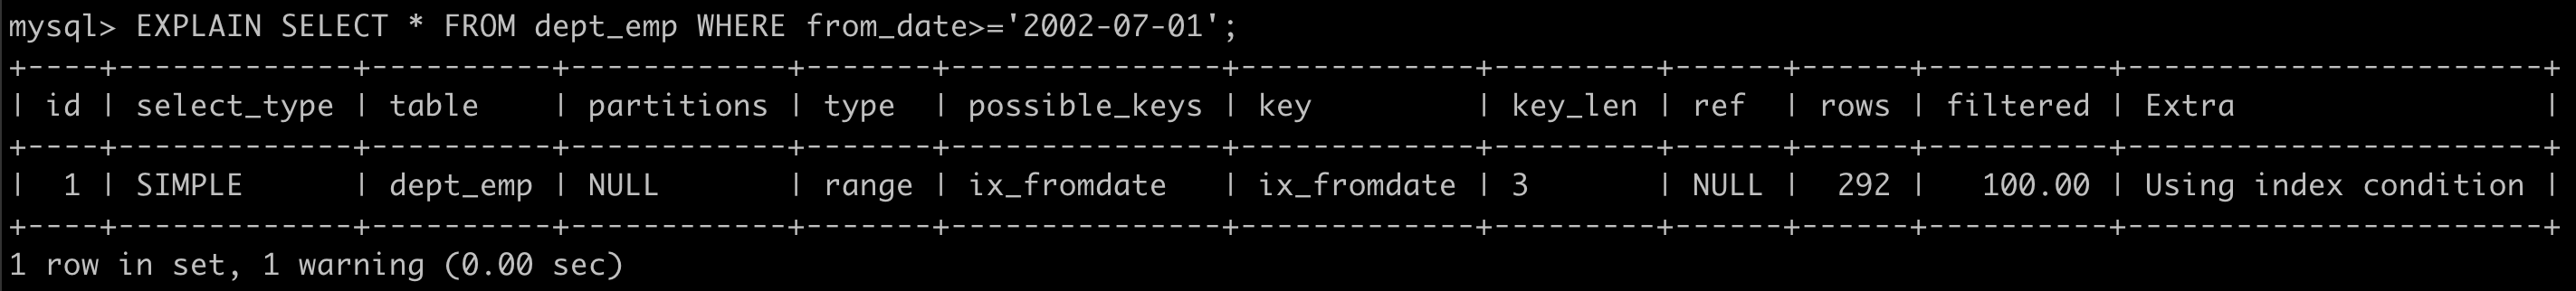 mysql> EXPLAIN SELECT * FROM dept_emp WHERE from_date>='2002-07-01';
+----+-------------+----------+------------+-------+---------------+-------------+---------+------+------+----------+-----------------------+
| id | select_type | table    | partitions | type  | possible_keys | key         | key_len | ref  | rows | filtered | Extra                 |
+----+-------------+----------+------------+-------+---------------+-------------+---------+------+------+----------+-----------------------+
|  1 | SIMPLE      | dept_emp | NULL       | range | ix_fromdate   | ix_fromdate | 3       | NULL |  292 |   100.00 | Using index condition |
+----+-------------+----------+------------+-------+---------------+-------------+---------+------+------+----------+-----------------------+
1 row in set, 1 warning (0.00 sec)